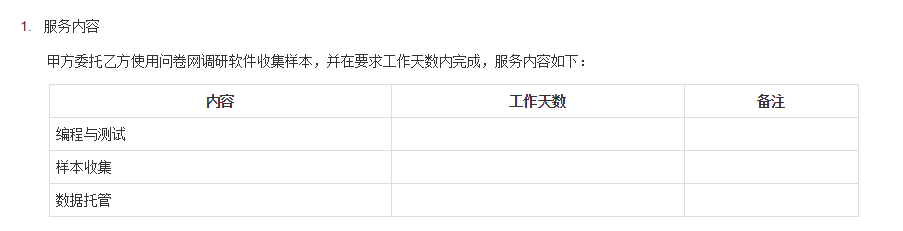 1. 服务内容
甲方委托乙方使用问卷网调研软件收集样本，并在要求工作天数内完成，服务内容如下：
内容 工作天数 备注
编程与测试
样本收集
数据托管